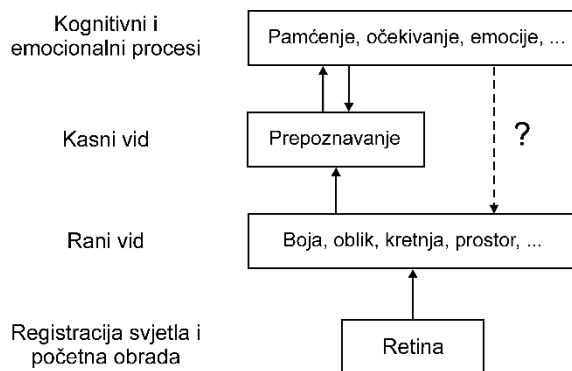 Kognitivni i
emocionalni procesi
Pamćenje, očekivanje, emocije, ...
Kasni vid
Prepoznavanje
?
Rani vid
Boja, oblik, kretnja, prostor, ...
Registracija svjetla i
početna obrada
Retina